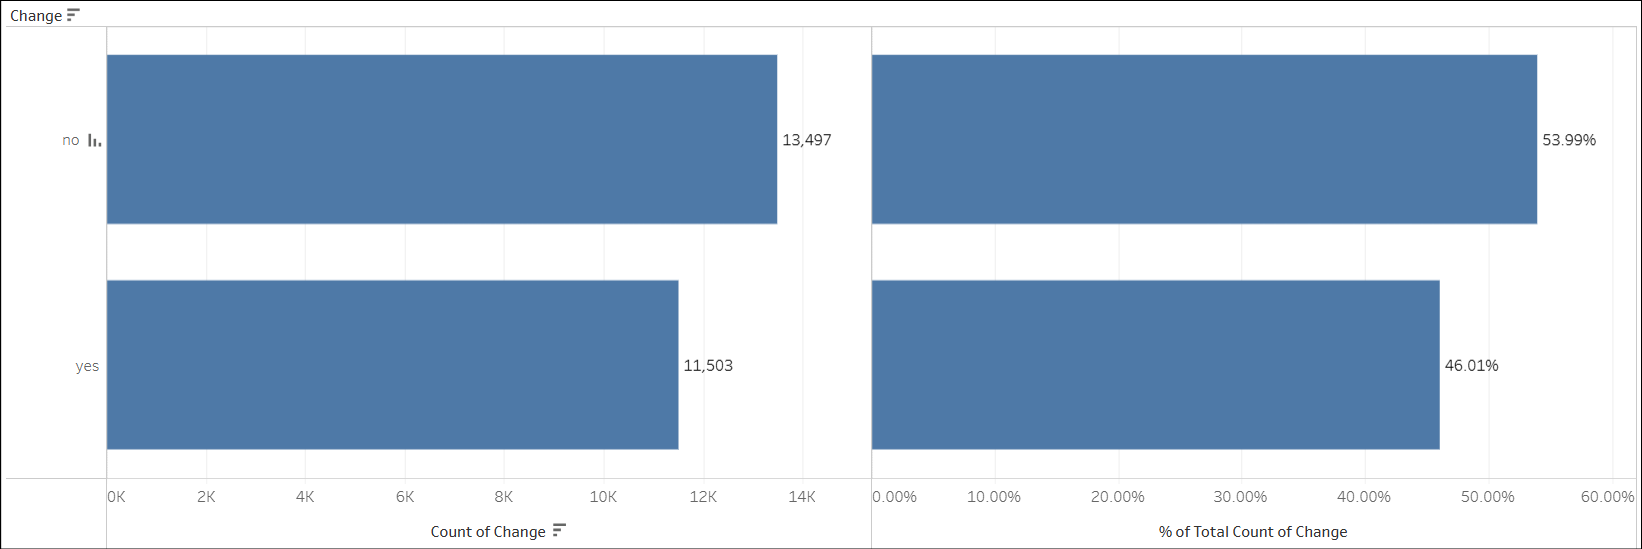 Change
no 13,497 53.99%
yes 11,503 46.01%
0K 2K 4K 6K 8K 10K 12K 14K 0.00% 10.00% 20.00% 30.00% 40.00% 50.00% 60.00%
Count of Change % of Total Count of Change